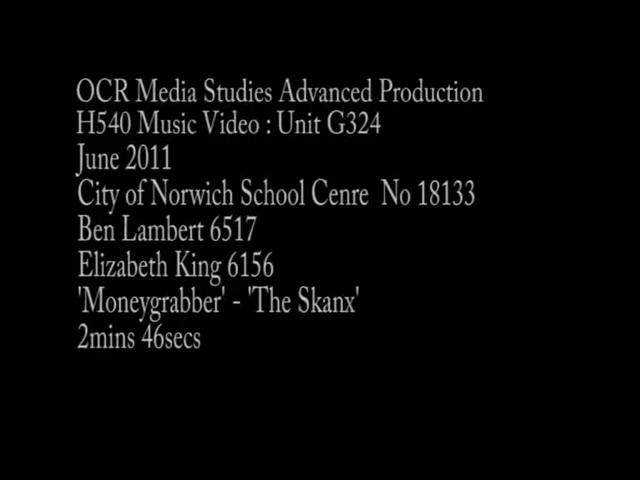 OCR Media Studies Advanced Production
H540 Music Video : Unit G324
June 2011
City of Norwich School Cenre  No 18133
Ben Lambert 6517
Elizabeth King 6156
'Moneygrabber' - 'The Skanx'
2mins 46secs